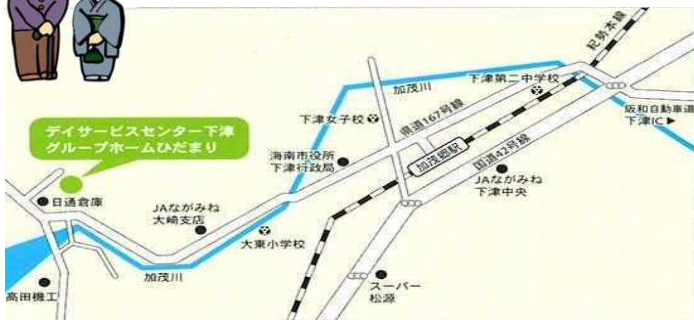 紀勢本線
加茂川
下津第二中学校
県道167号線
下津女子校
阪和自動車道
下津IC▶
デイサービスセンター下津
グループホームひだまり
海南市役所
下津行政局
加茂郷駅
国道42号線
JAながみね
下津中央
日通倉庫
JAながみね
大崎支店
大東小学校
加茂川
高田機工
スーパー
松源